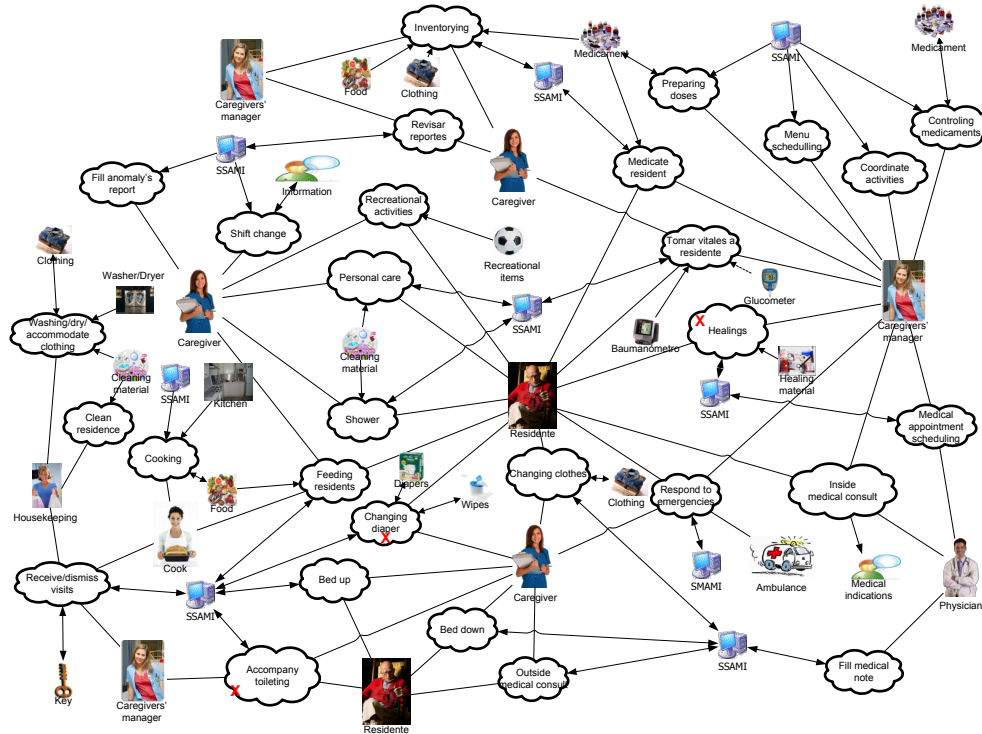 Inventorying
Medicament
SSAMI
Medicament
Food
Clothing
SSAMI
Preparing
doses
Caregivers'
manager
Revisar
reportes
Menu
schedulling
Controling
medicaments
SSAMI
Fill anomaly's
report
Information
Caregiver
Medicate
resident
Coordinate
activities
Shift change
Recreational
activities
Clothing
Recreational
items
Tomar vitales a
residente
Washer/Dryer
Personal care
Glucometer
Washing/dry/
accommodate
clothing
Caregiver
SSAMI
Baumanómetro
X
Healings
Caregivers'
manager
Cleaning
material
SSAMI
Kitchen
Cleaning
material
Healing
material
SSAMI
Clean
residence
Shower
Residente
Medical
appointment
scheduling
Cooking
Feeding
residents
Diapers
Changing clothes
Housekeeping
Food
Wipes
Clothing
Respond to
emergencies
Inside
medical consult
Changing
diaper
X
Cook
Receive/dismiss
visits
SSAMI
Bed up
Caregiver
SMAMI
Ambulance
Medical
indications
Physician
Bed down
Key
Caregivers'
manager
Accompany
toileting
X
Residente
Outside
medical consult
SSAMI
Fill medical
note